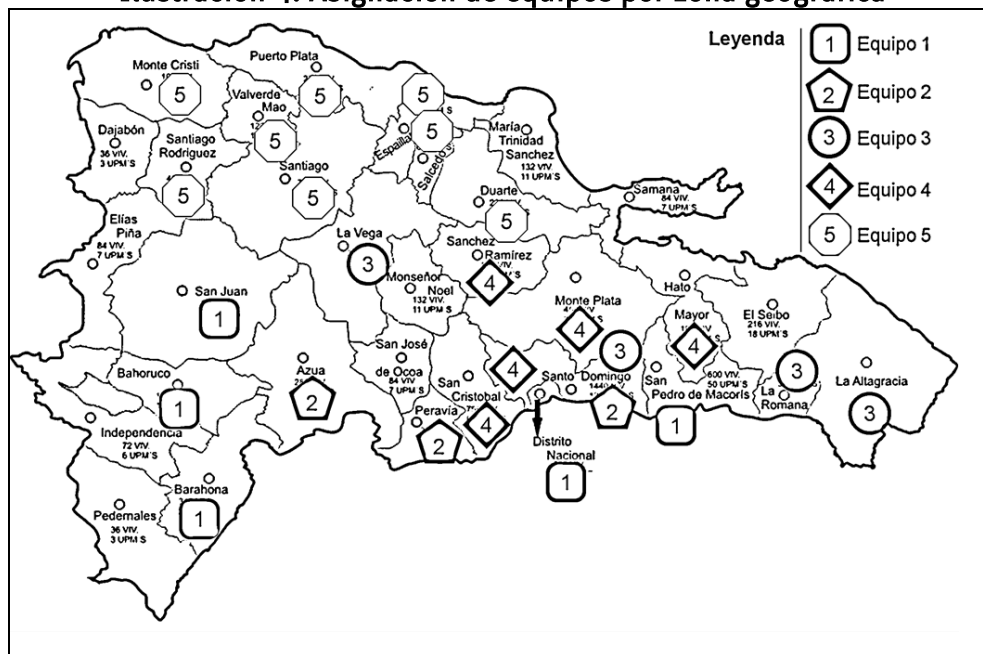 Ilustración 4. Asignación de equipos por zona geográfica
Leyenda
1 Equipo 1
2 Equipo 2
3 Equipo 3
4 Equipo 4
5 Equipo 5
Monte Cristi
5
Puerto Plata
5
5
Valverde
Mao
5
Dajabón
36 VIV.
3 UPM'S
Santiago
Rodriguez
5
Santiago
5
Espaillat
5
Salcedo
María
Trinidad
Sanchez
132 VIV
11 UPM'S
Duarte
5
Samana
84 VIV.
7 UPM'S
Elías
Piña
84 VIV.
7 UPM'S
La Vega
3
Sanchez
Ramírez
4
Monseñor
Noel
132 VIV.
11 UPM'S
San Juan
1
Monte Plata
4
3
Hato
Mayor
4
El Seibo
216 VIV.
18 UPM'S
San José
de Ocoa
84 VIV
7 UPM'S
Azua
2
Bahoruco
1
San
Cristobal
4
4
Peravía
2
Santo Domingo
2
Distrito
Nacional
1
San
Pedro de Macorís
600 VIV.
50 UPM'S
1
La
Romana
3
La Altagracia
3
Independencia
72 VIV.
6 UPM'S
Barahona
1
Pedernales
36 VIV.
3 UPM S